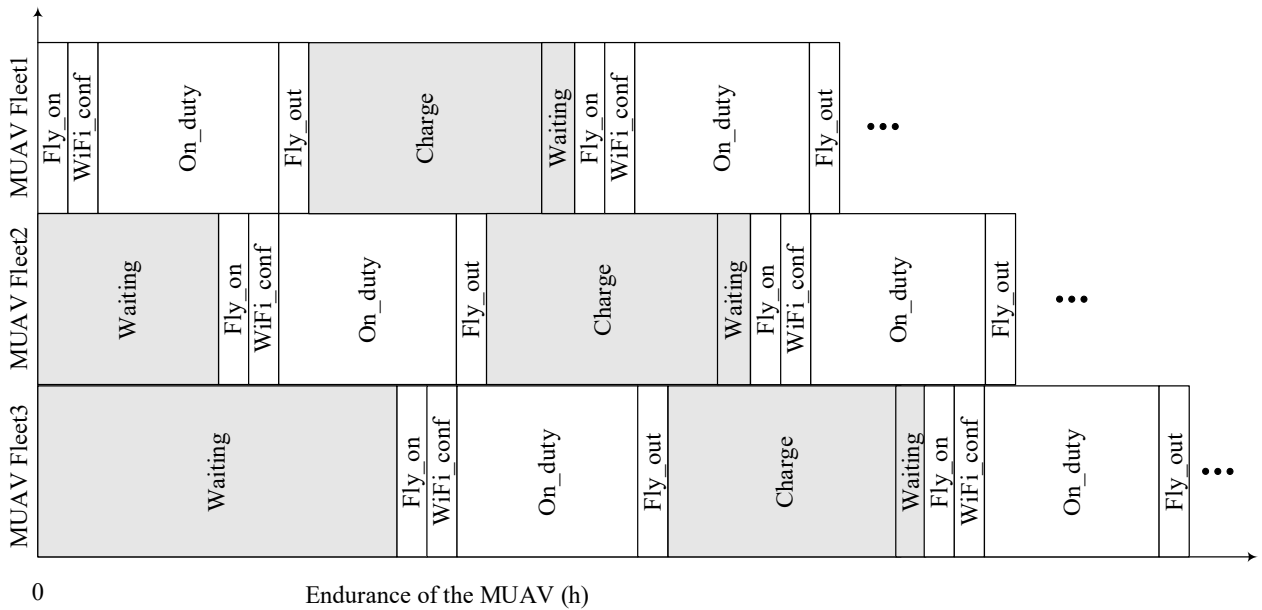 MUAV Fleet1
Fly_on
WiFi_conf
On_duty
Fly_out
Charge
Waiting
Fly_on
WiFi_conf
On_duty
Fly_out
•••
MUAV Fleet2
Waiting
Fly_on
WiFi_conf
On_duty
Fly_out
Charge
Waiting
Fly_on
WiFi_conf
On_duty
Fly_out
•••
MUAV Fleet3
Waiting
Fly_on
WiFi_conf
On_duty
Fly_out
Charge
Waiting
Fly_on
WiFi_conf
On_duty
Fly_out
•••
0
Endurance of the MUAV (h)